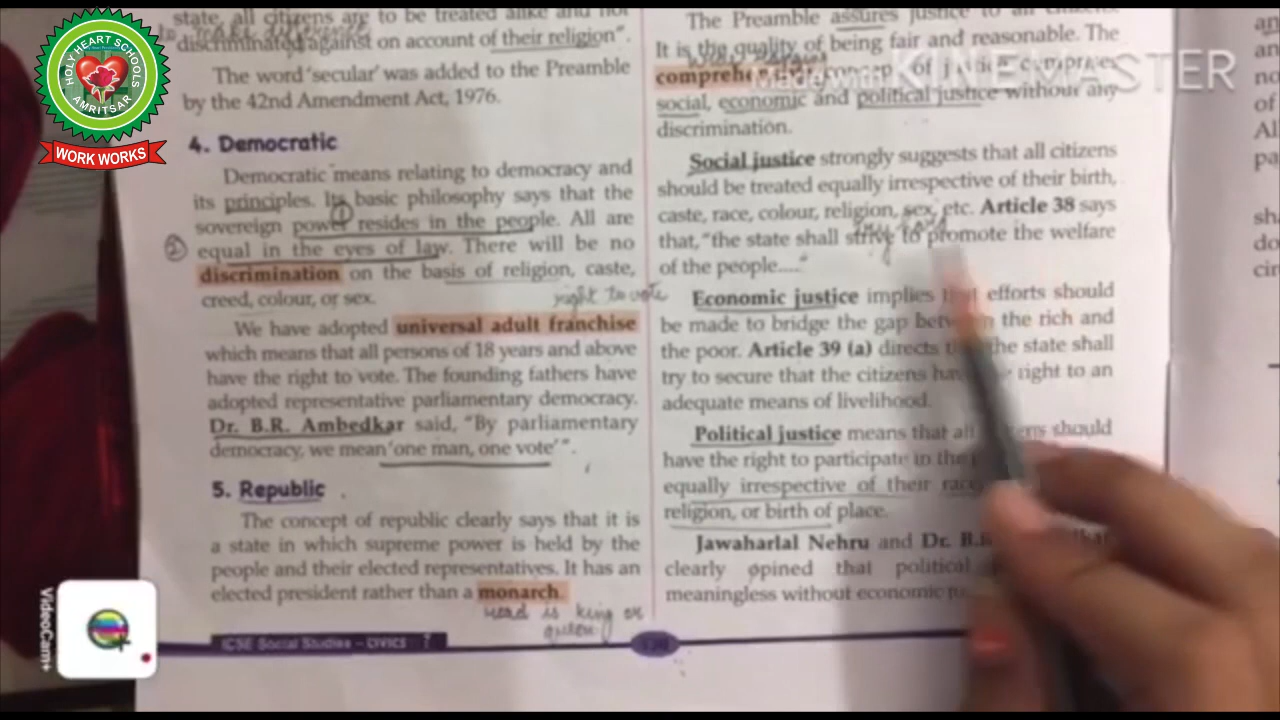 HOLY HEART SCHOOLS
AMRITSAR
WORK WORKS
Made with KINEMASTER
VideoCam+
state, all citizens are to be treated alike and not
discriminated against on account of their religion".
The word 'secular' was added to the Preamble
by the 42nd Amendment Act, 1976.
4. Democratic
Democratic means relating to democracy and
its principles. Its basic philosophy says that the
① sovereign power resides in the people. All are
② equal in the eyes of law. There will be no
discrimination on the basis of religion, caste,
creed, colour, or sex.
right to vote
We have adopted universal adult franchise
which means that all persons of 18 years and above
have the right to vote. The founding fathers have
adopted representative parliamentary democracy.
Dr. B.R. Ambedkar said, "By parliamentary
democracy, we mean 'one man, one vote'".
5. Republic
The concept of republic clearly says that it is
a state in which supreme power is held by the
people and their elected representatives. It has an
elected president rather than a monarch.
head is king or
queen
ICSE Social Studies – CIVICS 7
The Preamble assures justice to all
It is the quality of being fair and reasonable. The
of
social, economic and political justice without any
discrimination.
Social justice strongly suggests that all citizens
should be treated equally irrespective of their birth,
caste, race, colour, religion, sex, etc. Article 38 says
try hard
that, "the state shall strive to promote the welfare
of the people...."
Economic justice implies efforts should
be made to bridge the gap the rich and
the poor. Article 39 (a) directs the state shall
try to secure that the citizens right to an
adequate means of livelihood.
Political justice means that all should
have the right to participate in the
equally irrespective of their
religion, or birth of place.
Jawaharlal Nehru and Dr.
clearly opined that political
meaningless without economic